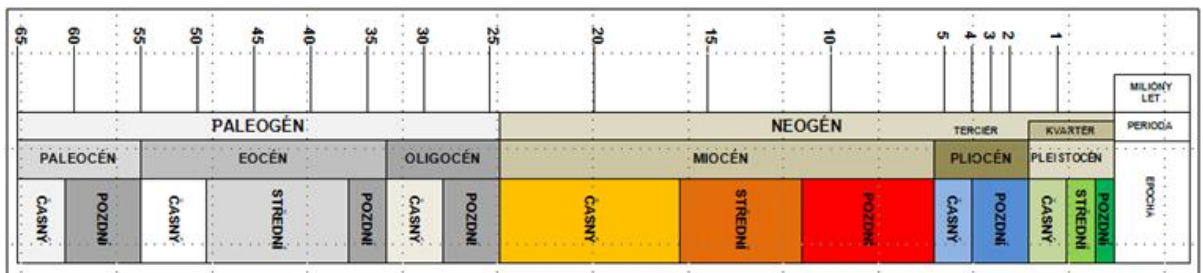 65 60 55 50 45 40 35 30 25 20 15 10 5 4 3 2 1
MILIÓNY
LET
PALEOGÉN NEOGÉN TERCIÉR KVARTÉR PERIODA
PALEOCÉN EOCÉN OLIGOCÉN MIOCÉN PLIOCÉN PLEISTOCÉN EPOCHA
ČASNÝ POZDNÍ ČASNÝ STŘEDNÍ POZDNÍ ČASNÝ POZDNÍ ČASNÝ STŘEDNÍ POZDNÍ ČASNÝ POZDNÍ ČASNÝ STŘEDNÍ POZDNÍ